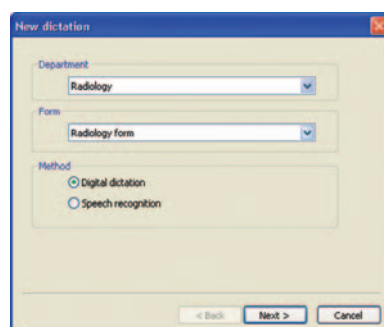 New dictation
Department
Radiology
Form
Radiology form
Method
Digital dictation
Speech recognition
< Back Next > Cancel